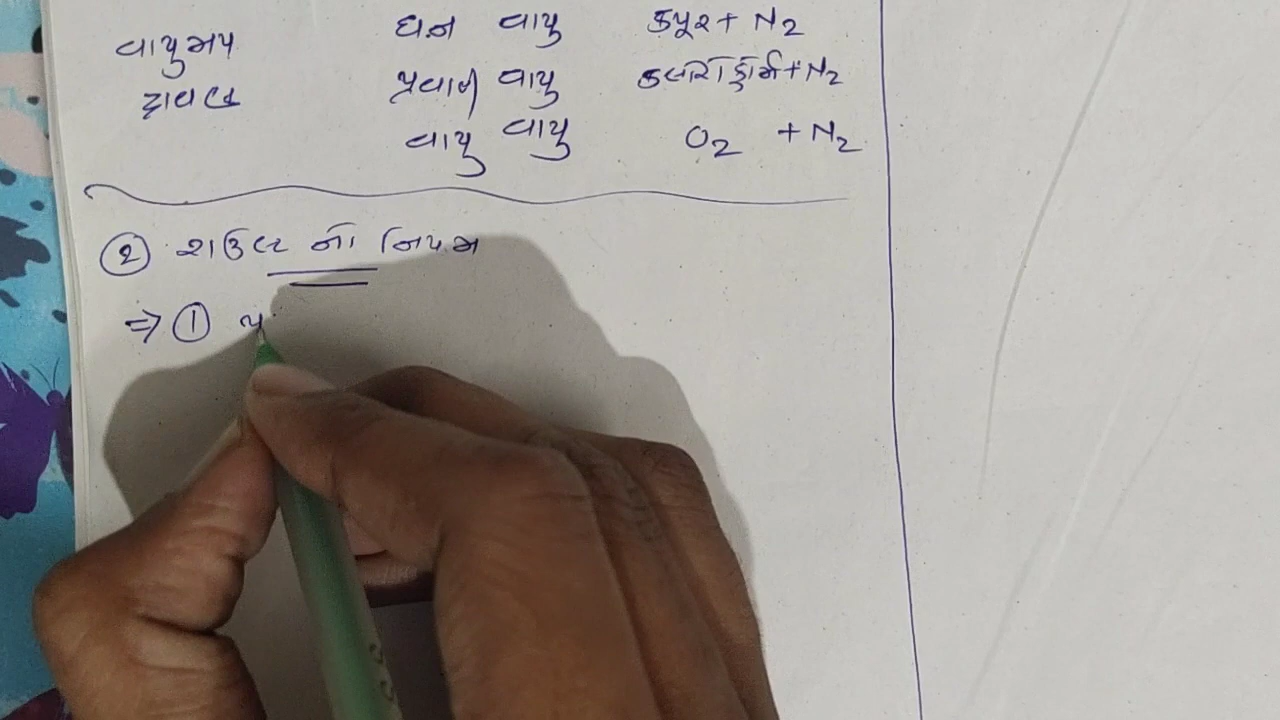 વાયુમય ઘન વાયુ કપૂર + N2
દ્રાવણ પ્રવાહી વાયુ ક્લોરોફોર્મ + N2
વાયુ વાયુ O2 + N2
② રાઉલ્ટ નો નિયમ
⇒ ①